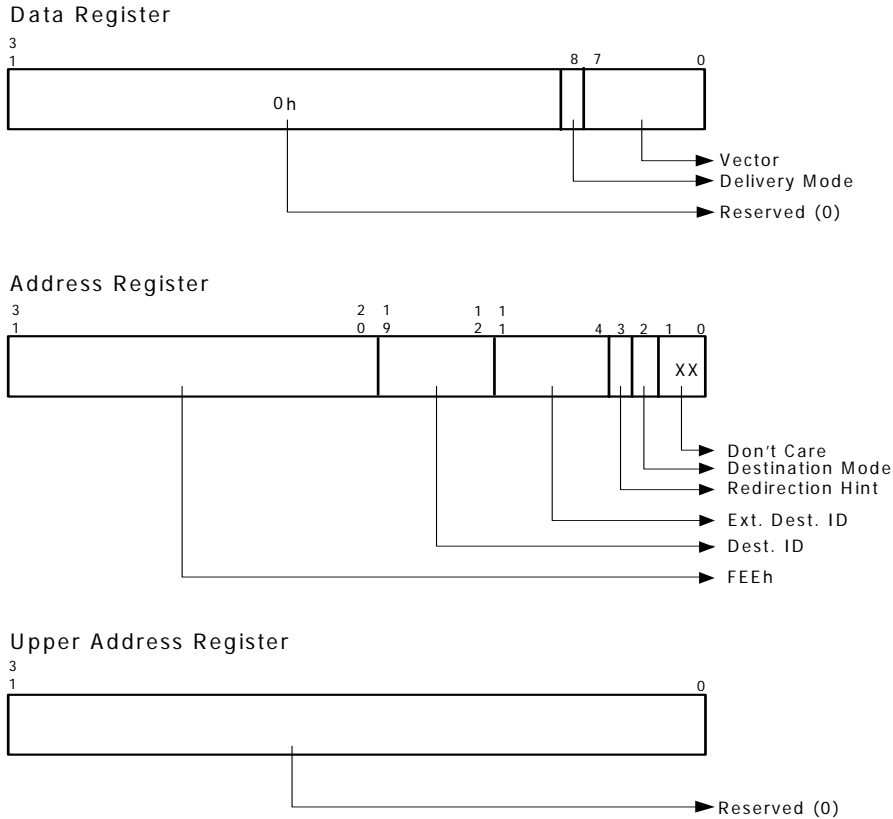 Data Register
3
1 8 7 0
0h
Vector
Delivery Mode
Reserved (0)
Address Register
3 2 1 1 1
1 0 9 2 1 4 3 2 1 0
XX
Don't Care
Destination Mode
Redirection Hint
Ext. Dest. ID
Dest. ID
FEEh
Upper Address Register
3
1 0
Reserved (0)